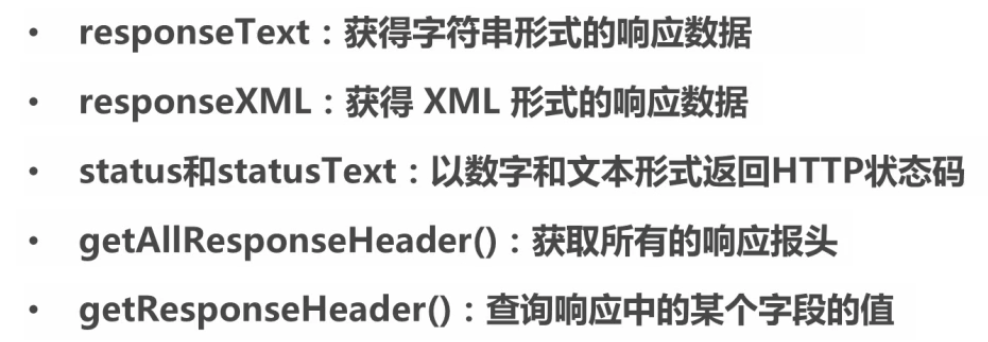 • responseText：获得字符串形式的响应数据
• responseXML：获得 XML 形式的响应数据
• status和statusText：以数字和文本形式返回HTTP状态码
• getAllResponseHeader()：获取所有的响应报头
• getResponseHeader()：查询响应中的某个字段的值